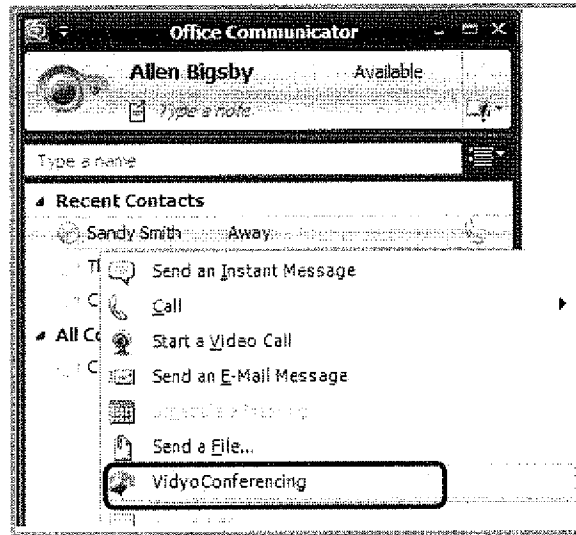 Office Communicator
Allen Bigsby Available
Type a note
Type a name
Recent Contacts
Sandy Smith Away
Send an Instant Message
C Call
All Co Start a Video Call
C Send an E-Mail Message
Send a File...
VidyoConferencing